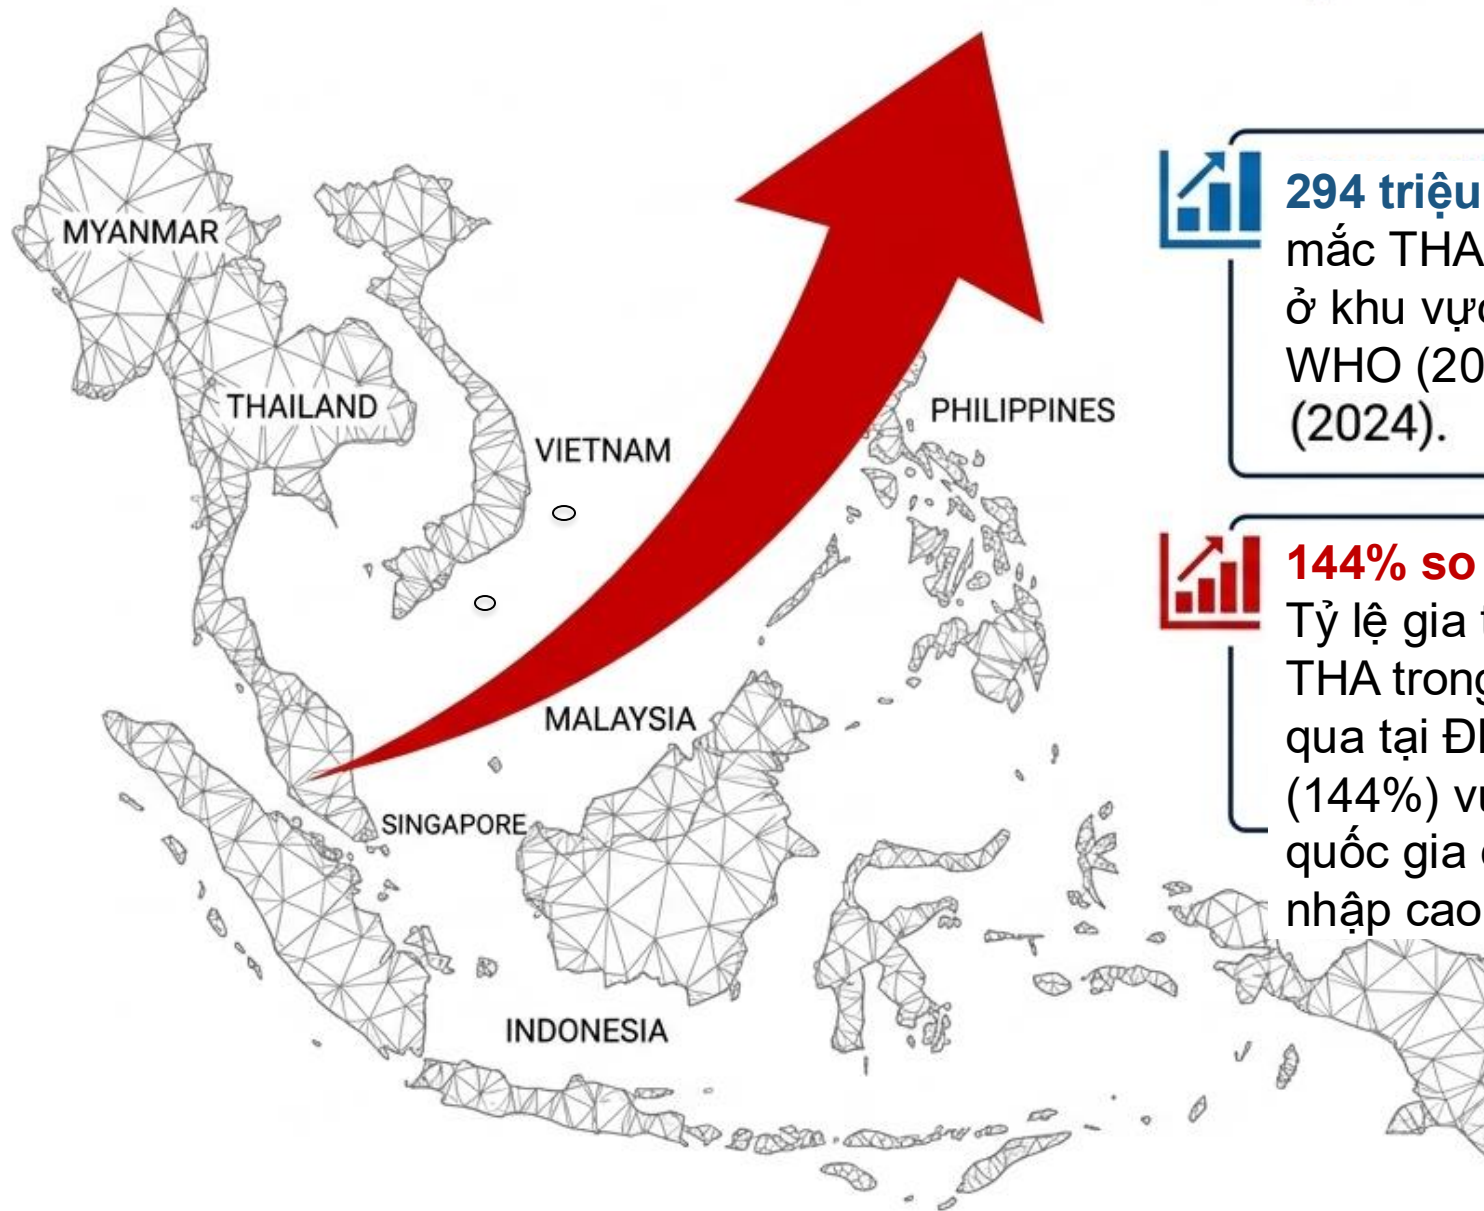 MYANMAR
THAILAND
VIETNAM
PHILIPPINES
MALAYSIA
SINGAPORE
INDONESIA
294 triệu
mắc THA
ở khu vực
WHO (20
(2024).
144% so
Tỷ lệ gia t
THA trong
qua tại Đ
(144%) v
quốc gia
nhập cao